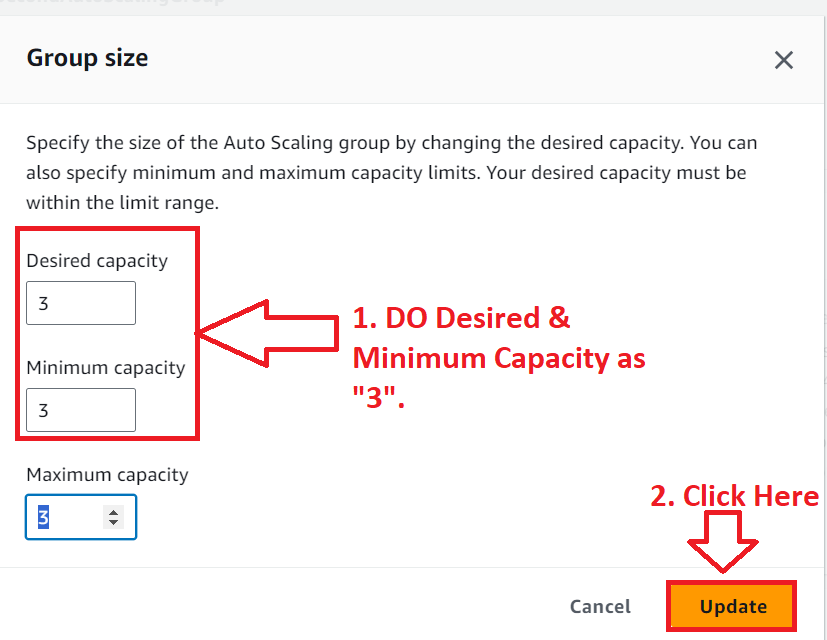 Group size
Specify the size of the Auto Scaling group by changing the desired capacity. You can
also specify minimum and maximum capacity limits. Your desired capacity must be
within the limit range.
Desired capacity
3
Minimum capacity
3
1. DO Desired &
Minimum Capacity as
"3".
Maximum capacity
3
2. Click Here
Cancel
Update